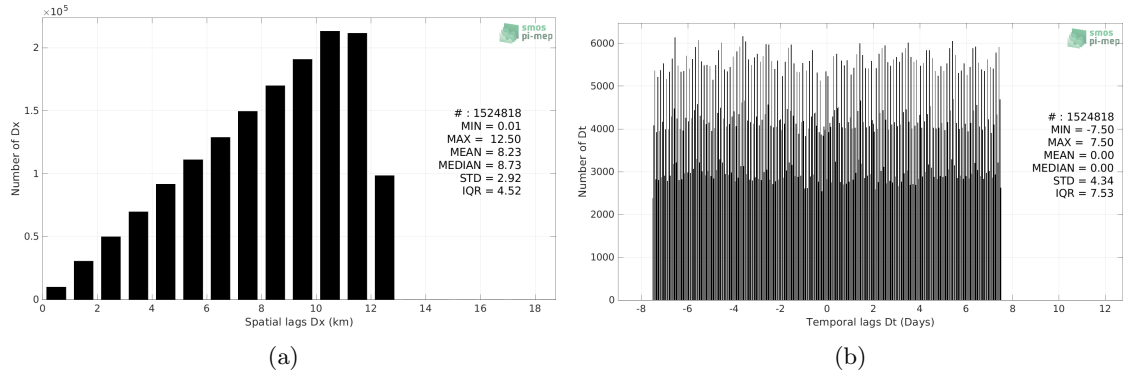 ×10⁵
2
1.5
1
0.5
0
Number of Dx
smos
pi-mep
# : 1524818
MIN = 0.01
MAX = 12.50
MEAN = 8.23
MEDIAN = 8.73
STD = 2.92
IQR = 4.52
0 2 4 6 8 10 12 14 16 18
Spatial lags Dx (km)
(a)
6000
5000
4000
3000
2000
1000
0
Number of Dt
smos
pi-mep
# : 1524818
MIN = -7.50
MAX = 7.50
MEAN = 0.00
MEDIAN = 0.00
STD = 4.34
IQR = 7.53
-8 -6 -4 -2 0 2 4 6 8 10 12
Temporal lags Dt (Days)
(b)